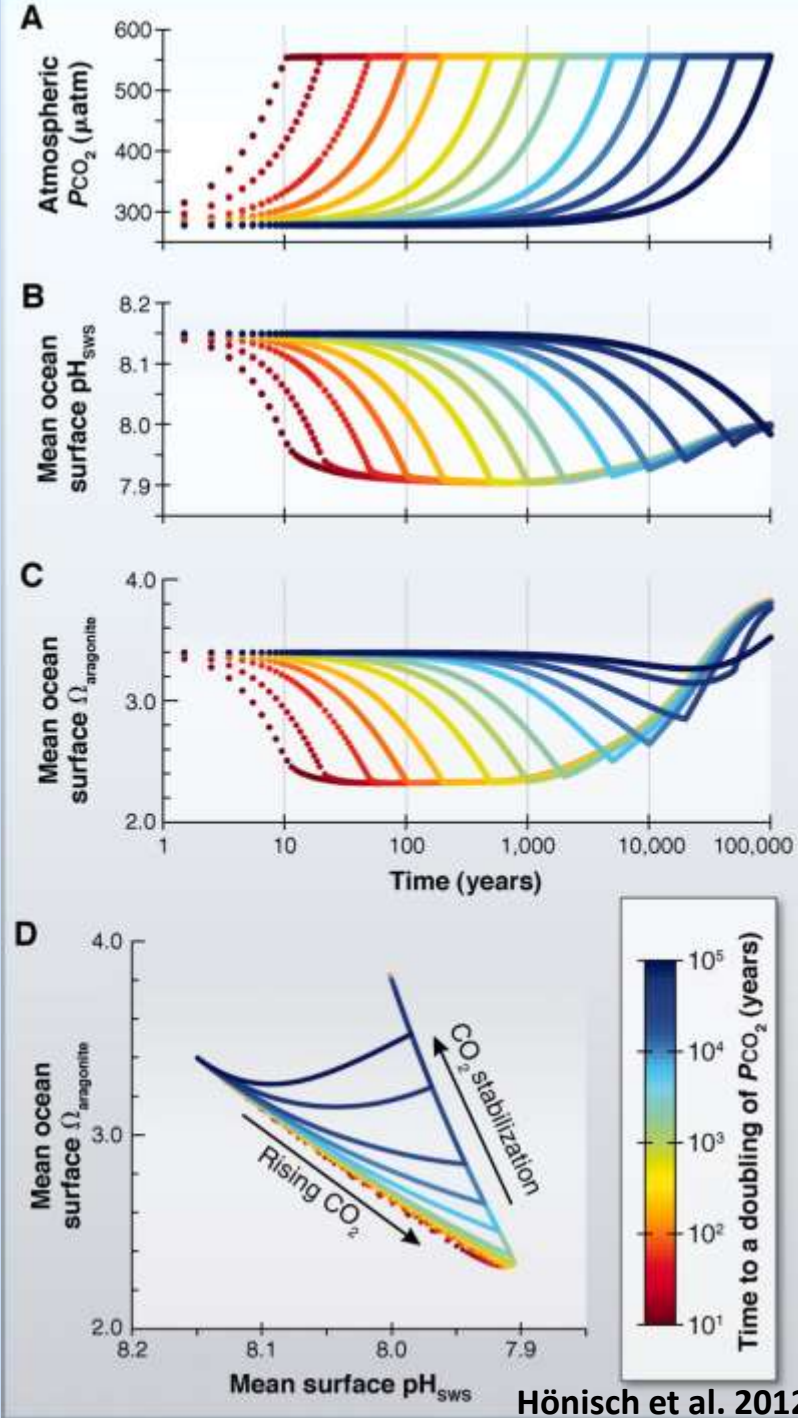 A
Atmospheric
PCO₂ (μatm)
600
500
400
300
B
Mean ocean
surface pHSWS
8.2
8.1
8.0
7.9
C
Mean ocean
surface Ωaragonite
4.0
3.0
2.0
1 10 100 1,000 10,000 100,000
Time (years)
D
Mean ocean
surface Ωaragonite
4.0
3.0
2.0
Rising CO₂
CO₂ stabilization
8.2 8.1 8.0 7.9
Mean surface pHSWS
10⁵
10⁴
10³
10²
10¹
Time to a doubling of PCO₂ (years)
Hönisch et al. 2012